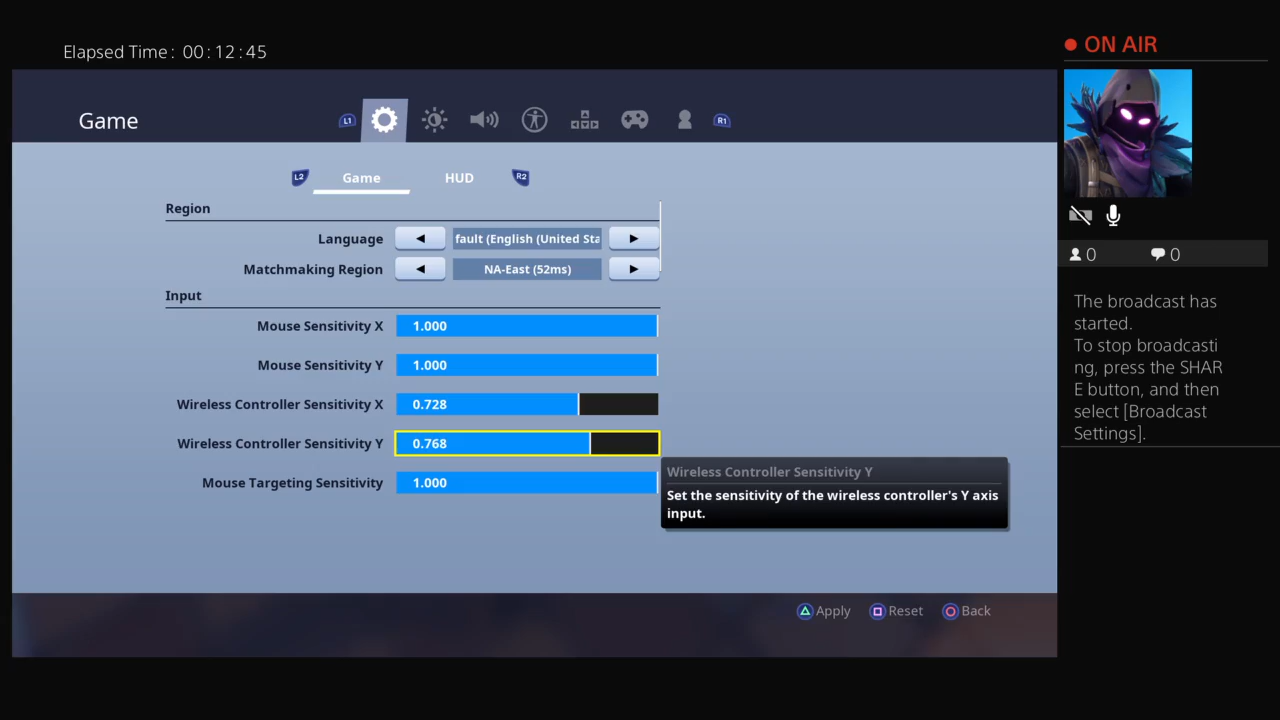 Elapsed Time: 00:12:45
ON AIR
Game
L1
R1
L2
Game
HUD
R2
Region
Language
◀
fault (English (United Sta
▶
Matchmaking Region
◀
NA-East (52ms)
▶
Input
Mouse Sensitivity X
1.000
Mouse Sensitivity Y
1.000
Wireless Controller Sensitivity X
0.728
Wireless Controller Sensitivity Y
0.768
Mouse Targeting Sensitivity
1.000
Wireless Controller Sensitivity Y
Set the sensitivity of the wireless controller's Y axis
input.
Apply
Reset
Back
0
0
The broadcast has
started.
To stop broadcasti
ng, press the SHAR
E button, and then
select [Broadcast
Settings].